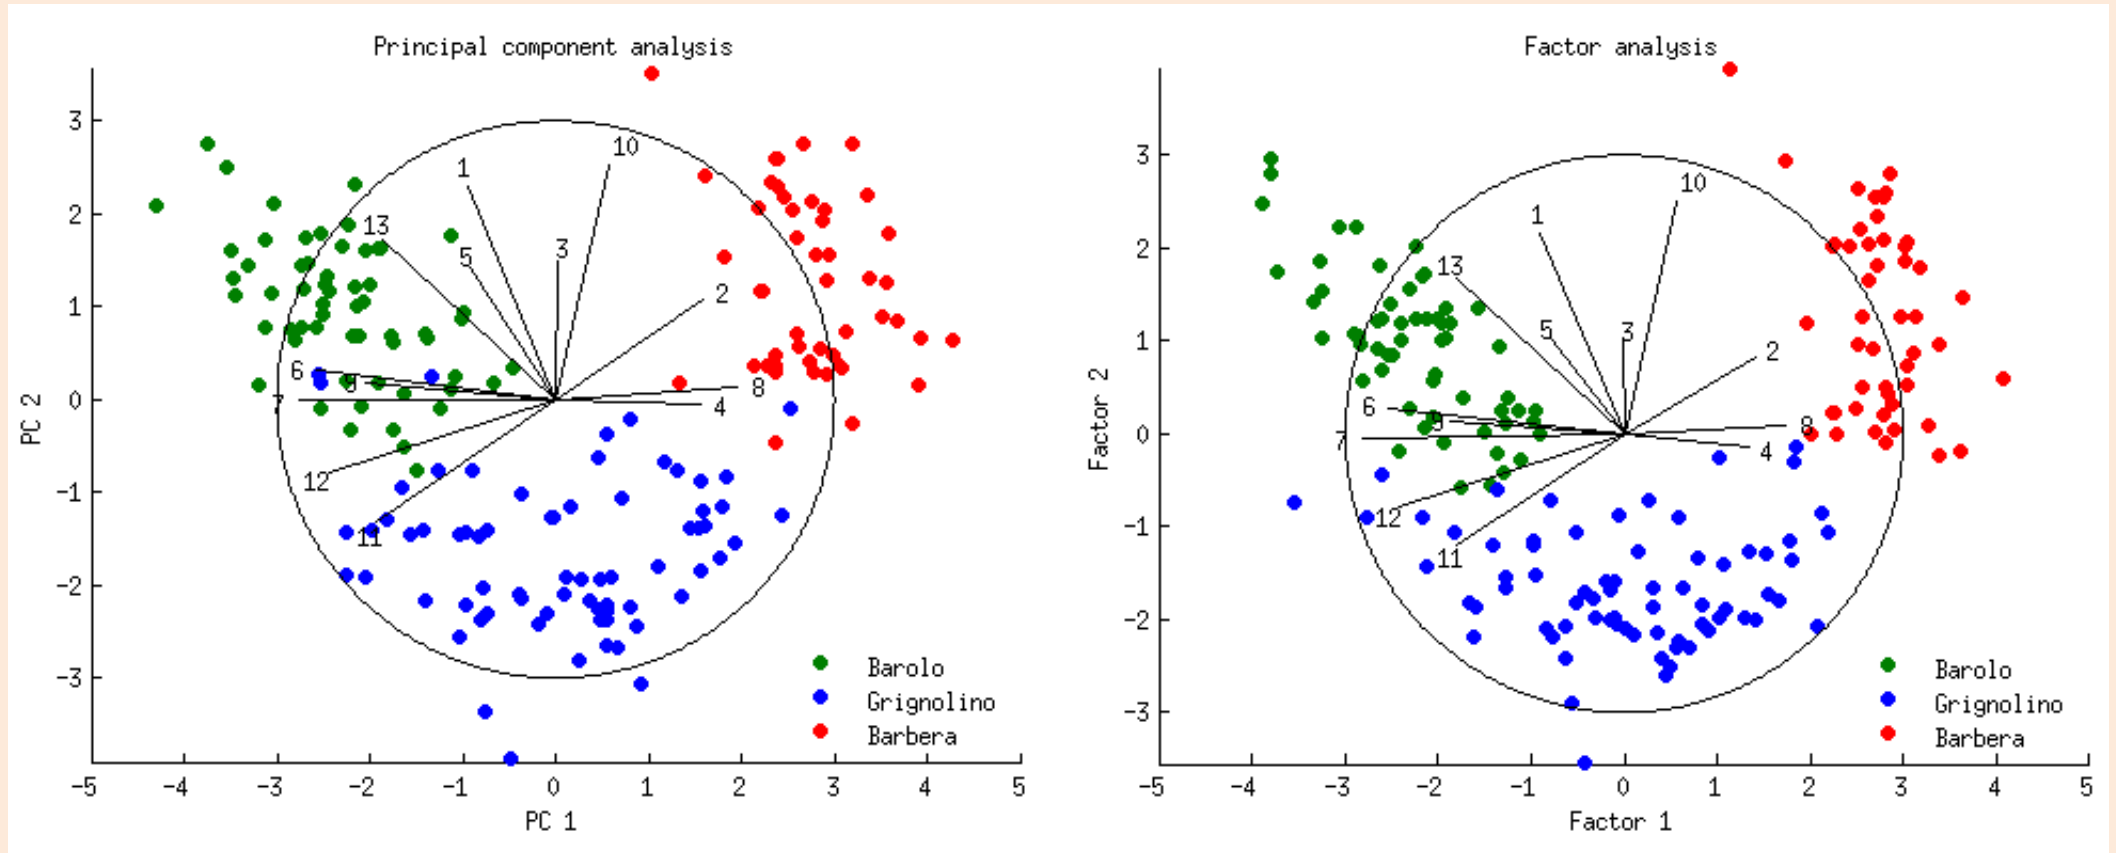 Principal component analysis
3
2
1
0
-1
-2
-3
PC 2
1
10
13
5
3
2
6
9
7
8
4
12
11
Barolo
Grignolino
Barbera
-5 -4 -3 -2 -1 0 1 2 3 4 5
PC 1
Factor analysis
3
2
1
0
-1
-2
-3
Factor 2
10
1
13
5
3
2
6
9
7
8
4
12
11
Barolo
Grignolino
Barbera
-5 -4 -3 -2 -1 0 1 2 3 4 5
Factor 1